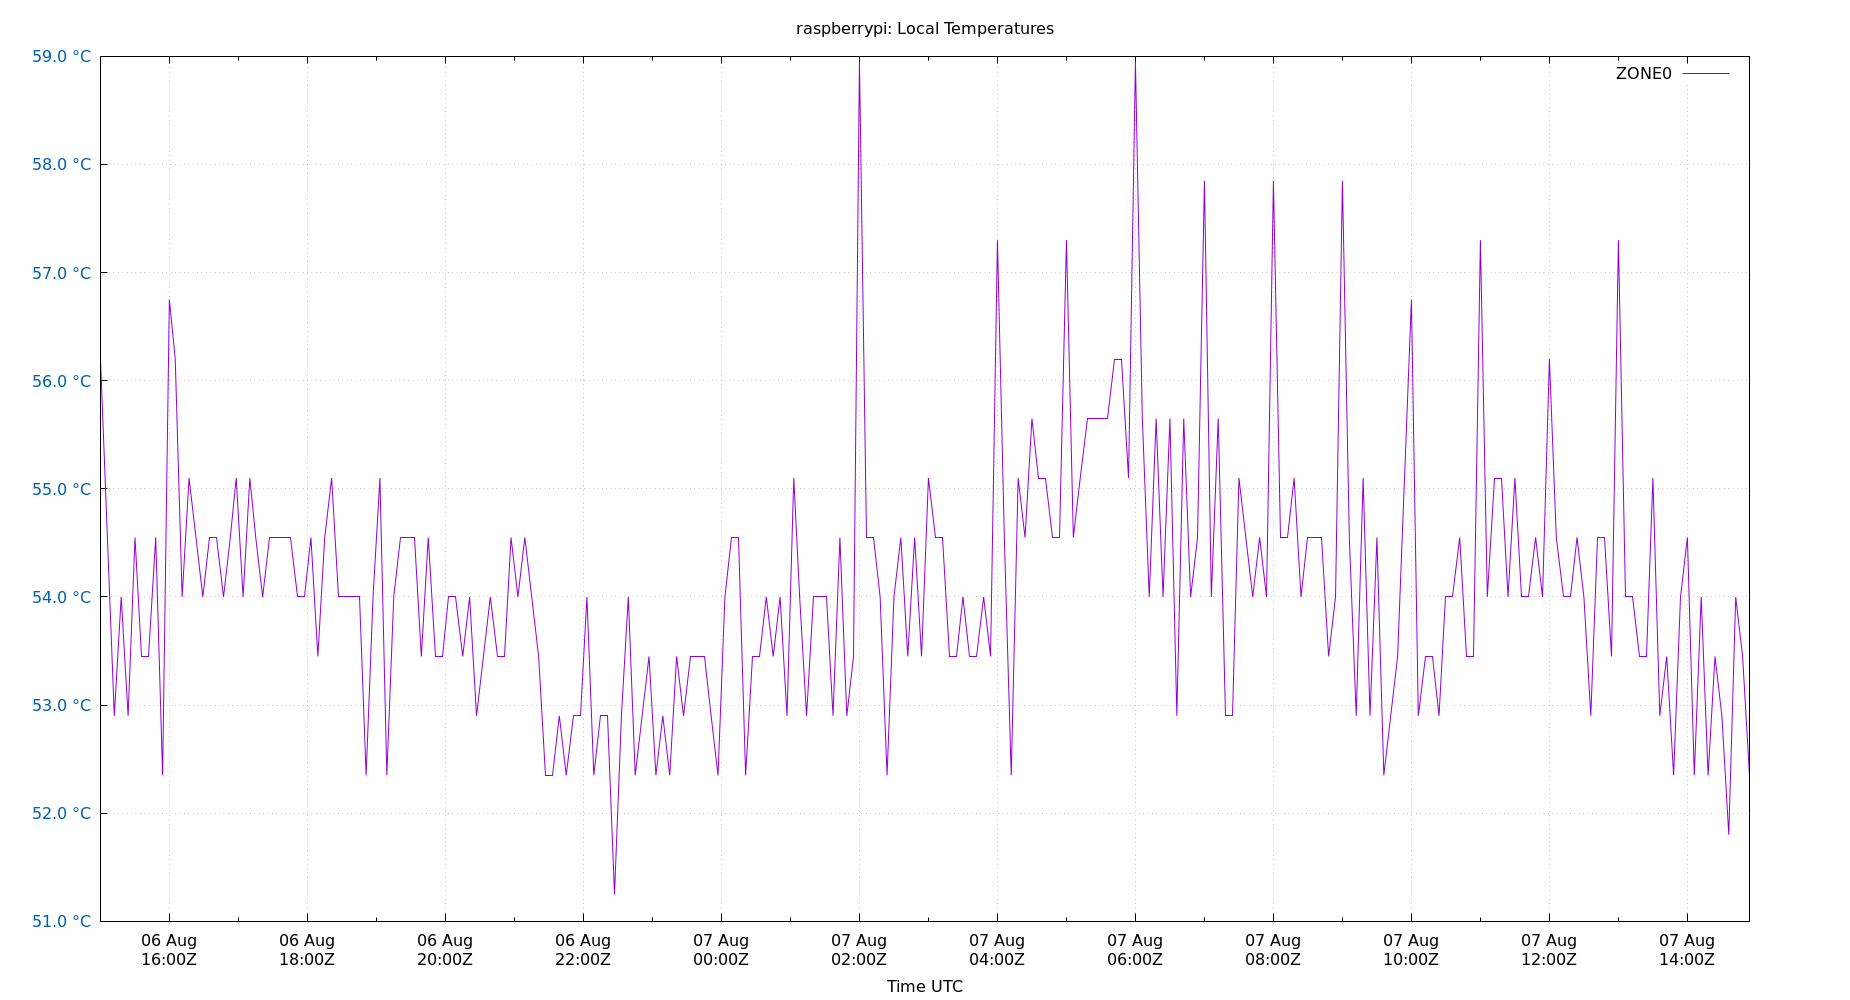 raspberrypi: Local Temperatures
59.0 °C
58.0 °C
57.0 °C
56.0 °C
55.0 °C
54.0 °C
53.0 °C
52.0 °C
51.0 °C
ZONE0
06 Aug 06 Aug 06 Aug 06 Aug 07 Aug 07 Aug 07 Aug 07 Aug 07 Aug 07 Aug 07 Aug 07 Aug
16:00Z 18:00Z 20:00Z 22:00Z 00:00Z 02:00Z 04:00Z 06:00Z 08:00Z 10:00Z 12:00Z 14:00Z
Time UTC